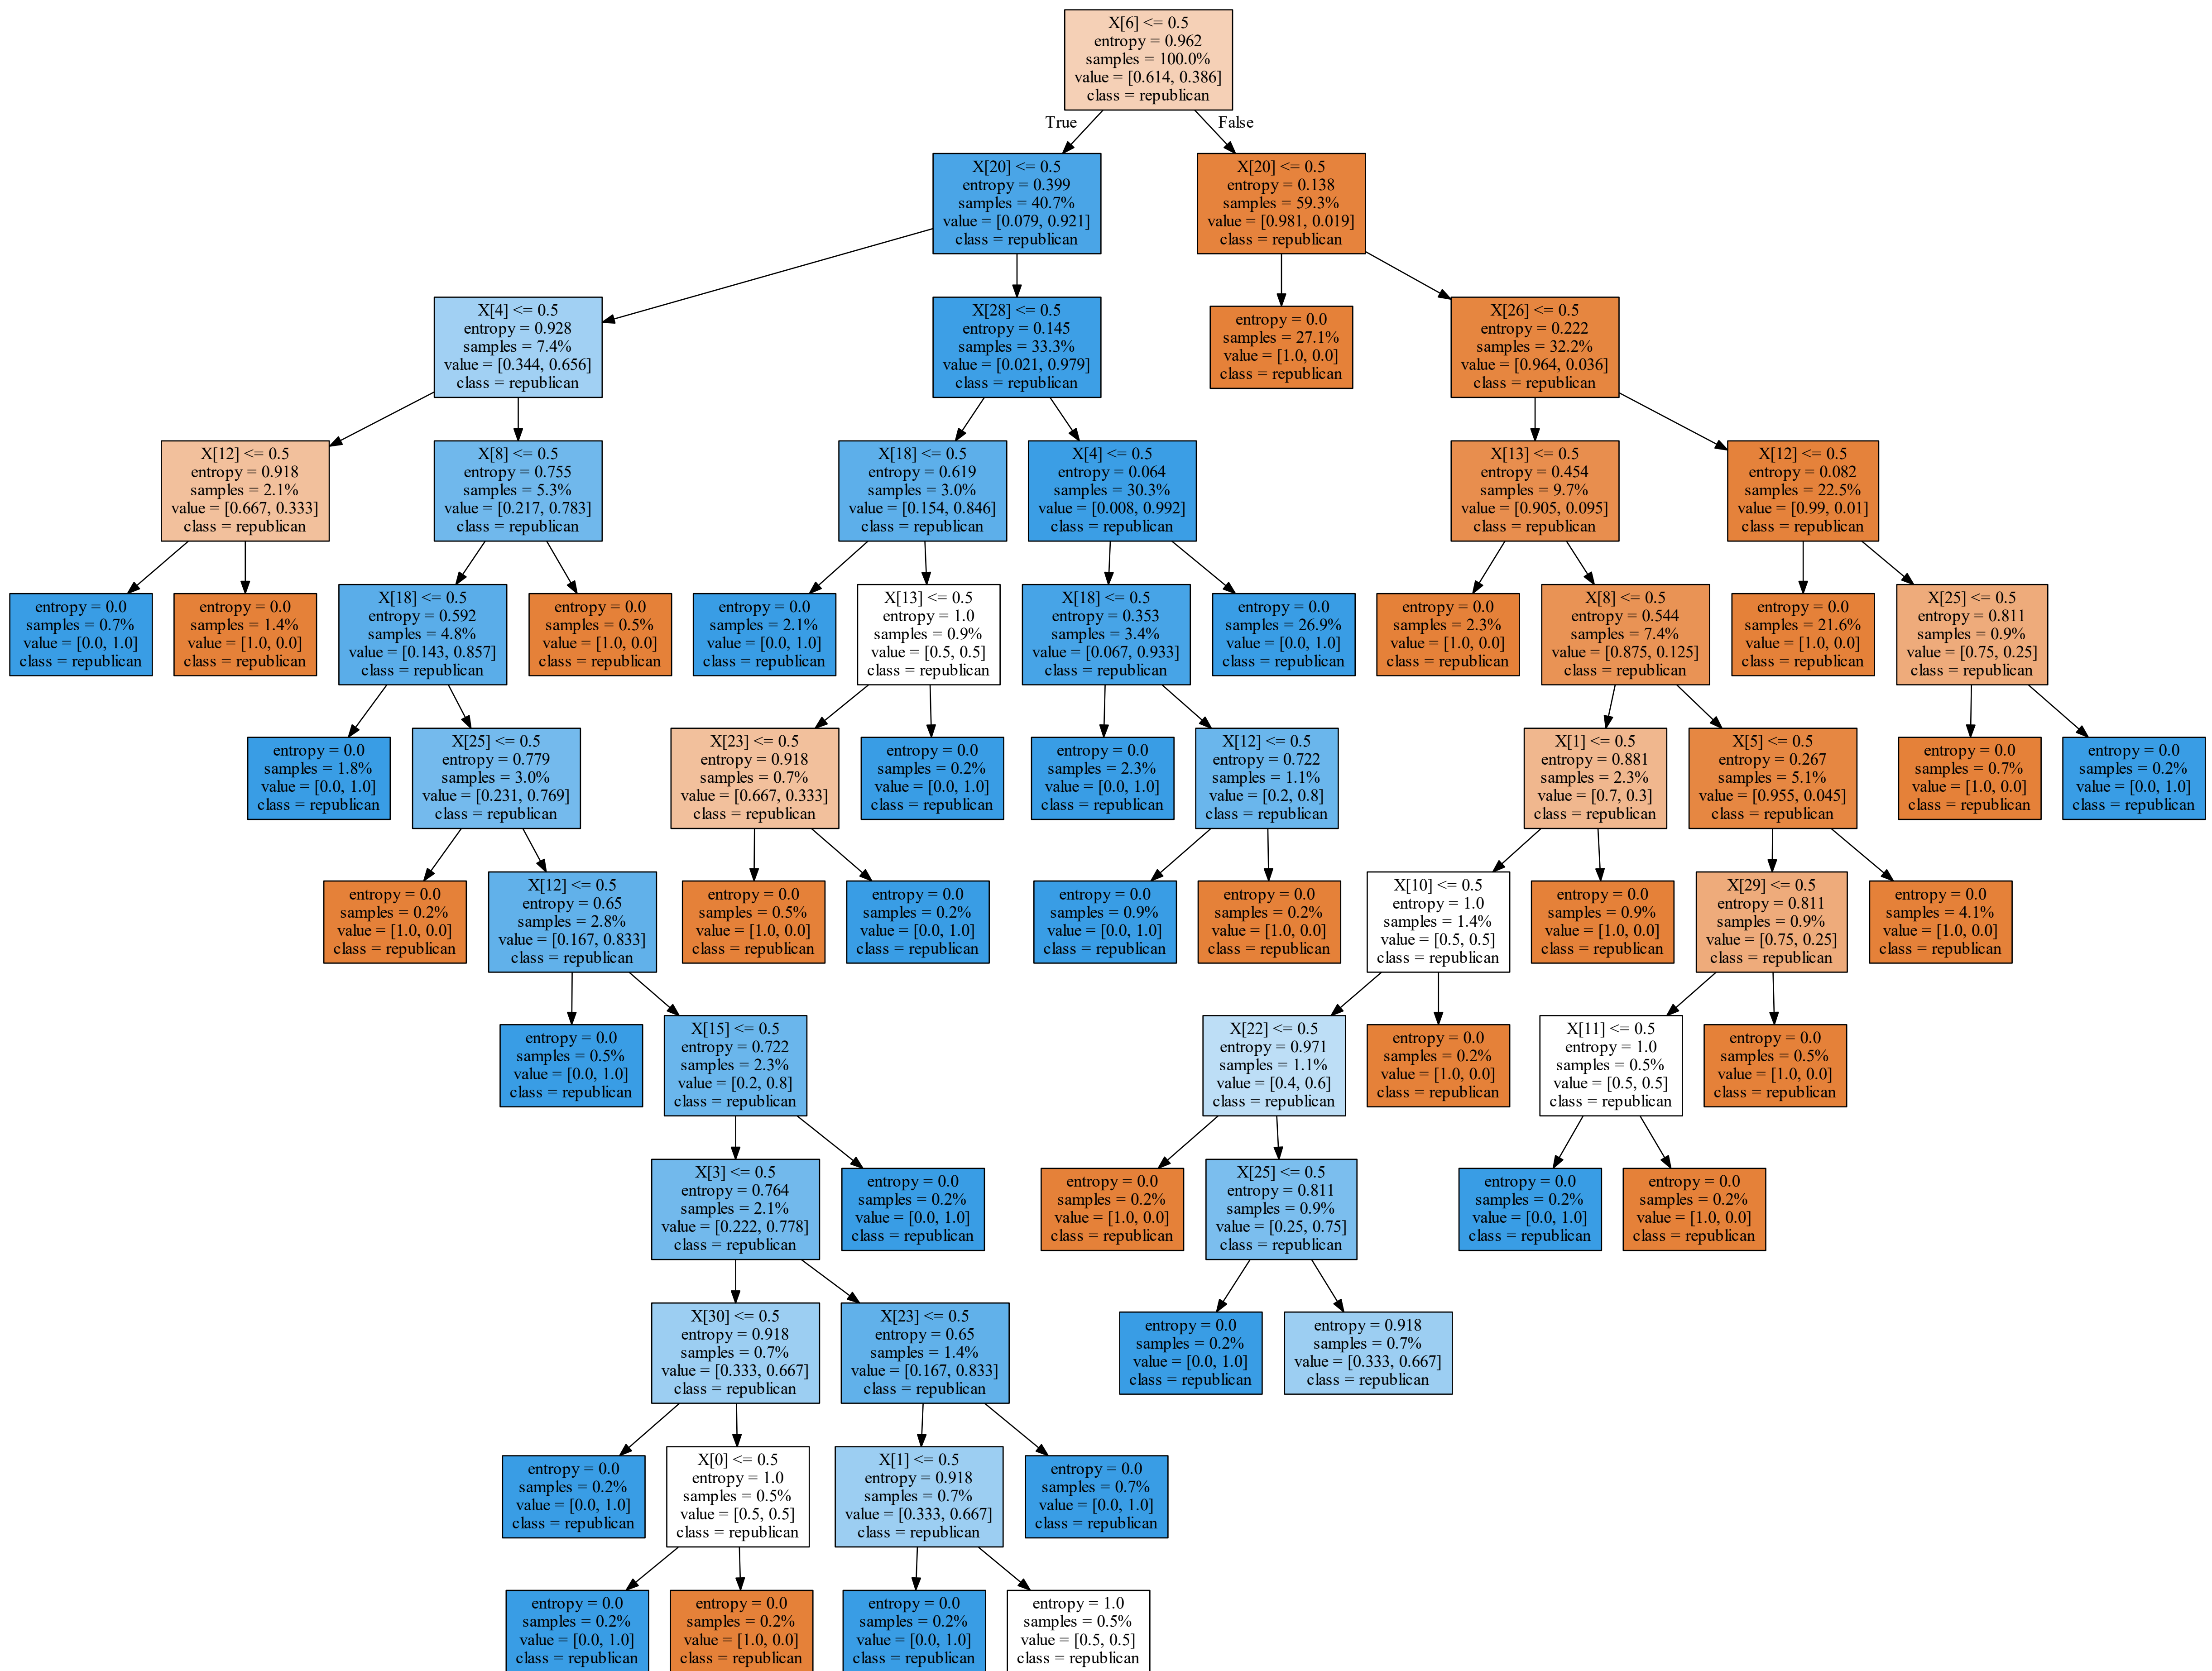 X[6] <= 0.5
entropy = 0.962
samples = 100.0%
value = [0.614, 0.386]
class = republican
True
False
X[20] <= 0.5
entropy = 0.399
samples = 40.7%
value = [0.079, 0.921]
class = republican
X[20] <= 0.5
entropy = 0.138
samples = 59.3%
value = [0.981, 0.019]
class = republican
X[4] <= 0.5
entropy = 0.928
samples = 7.4%
value = [0.344, 0.656]
class = republican
X[28] <= 0.5
entropy = 0.145
samples = 33.3%
value = [0.021, 0.979]
class = republican
entropy = 0.0
samples = 27.1%
value = [1.0, 0.0]
class = republican
X[26] <= 0.5
entropy = 0.222
samples = 32.2%
value = [0.964, 0.036]
class = republican
X[12] <= 0.5
entropy = 0.918
samples = 2.1%
value = [0.667, 0.333]
class = republican
X[8] <= 0.5
entropy = 0.755
samples = 5.3%
value = [0.217, 0.783]
class = republican
X[18] <= 0.5
entropy = 0.619
samples = 3.0%
value = [0.154, 0.846]
class = republican
X[4] <= 0.5
entropy = 0.064
samples = 30.3%
value = [0.008, 0.992]
class = republican
X[13] <= 0.5
entropy = 0.454
samples = 9.7%
value = [0.905, 0.095]
class = republican
X[12] <= 0.5
entropy = 0.082
samples = 22.5%
value = [0.99, 0.01]
class = republican
entropy = 0.0
samples = 0.7%
value = [0.0, 1.0]
class = republican
entropy = 0.0
samples = 1.4%
value = [1.0, 0.0]
class = republican
X[18] <= 0.5
entropy = 0.592
samples = 4.8%
value = [0.143, 0.857]
class = republican
entropy = 0.0
samples = 0.5%
value = [1.0, 0.0]
class = republican
entropy = 0.0
samples = 2.1%
value = [0.0, 1.0]
class = republican
X[13] <= 0.5
entropy = 1.0
samples = 0.9%
value = [0.5, 0.5]
class = republican
X[18] <= 0.5
entropy = 0.353
samples = 3.4%
value = [0.067, 0.933]
class = republican
entropy = 0.0
samples = 26.9%
value = [0.0, 1.0]
class = republican
entropy = 0.0
samples = 2.3%
value = [1.0, 0.0]
class = republican
X[8] <= 0.5
entropy = 0.544
samples = 7.4%
value = [0.875, 0.125]
class = republican
entropy = 0.0
samples = 21.6%
value = [1.0, 0.0]
class = republican
X[25] <= 0.5
entropy = 0.811
samples = 0.9%
value = [0.75, 0.25]
class = republican
entropy = 0.0
samples = 1.8%
value = [0.0, 1.0]
class = republican
X[25] <= 0.5
entropy = 0.779
samples = 3.0%
value = [0.231, 0.769]
class = republican
X[23] <= 0.5
entropy = 0.918
samples = 0.7%
value = [0.667, 0.333]
class = republican
entropy = 0.0
samples = 0.2%
value = [0.0, 1.0]
class = republican
entropy = 0.0
samples = 2.3%
value = [0.0, 1.0]
class = republican
X[12] <= 0.5
entropy = 0.722
samples = 1.1%
value = [0.2, 0.8]
class = republican
X[1] <= 0.5
entropy = 0.881
samples = 2.3%
value = [0.7, 0.3]
class = republican
X[5] <= 0.5
entropy = 0.267
samples = 5.1%
value = [0.955, 0.045]
class = republican
entropy = 0.0
samples = 0.7%
value = [1.0, 0.0]
class = republican
entropy = 0.0
samples = 0.2%
value = [0.0, 1.0]
class = republican
entropy = 0.0
samples = 0.2%
value = [1.0, 0.0]
class = republican
X[12] <= 0.5
entropy = 0.65
samples = 2.8%
value = [0.167, 0.833]
class = republican
entropy = 0.0
samples = 0.5%
value = [1.0, 0.0]
class = republican
entropy = 0.0
samples = 0.2%
value = [0.0, 1.0]
class = republican
entropy = 0.0
samples = 0.9%
value = [0.0, 1.0]
class = republican
entropy = 0.0
samples = 0.2%
value = [1.0, 0.0]
class = republican
X[10] <= 0.5
entropy = 1.0
samples = 1.4%
value = [0.5, 0.5]
class = republican
entropy = 0.0
samples = 0.9%
value = [1.0, 0.0]
class = republican
X[29] <= 0.5
entropy = 0.811
samples = 0.9%
value = [0.75, 0.25]
class = republican
entropy = 0.0
samples = 4.1%
value = [1.0, 0.0]
class = republican
entropy = 0.0
samples = 0.5%
value = [0.0, 1.0]
class = republican
X[15] <= 0.5
entropy = 0.722
samples = 2.3%
value = [0.2, 0.8]
class = republican
X[22] <= 0.5
entropy = 0.971
samples = 1.1%
value = [0.4, 0.6]
class = republican
entropy = 0.0
samples = 0.2%
value = [1.0, 0.0]
class = republican
X[11] <= 0.5
entropy = 1.0
samples = 0.5%
value = [0.5, 0.5]
class = republican
entropy = 0.0
samples = 0.5%
value = [1.0, 0.0]
class = republican
X[3] <= 0.5
entropy = 0.764
samples = 2.1%
value = [0.222, 0.778]
class = republican
entropy = 0.0
samples = 0.2%
value = [0.0, 1.0]
class = republican
entropy = 0.0
samples = 0.2%
value = [1.0, 0.0]
class = republican
X[25] <= 0.5
entropy = 0.811
samples = 0.9%
value = [0.25, 0.75]
class = republican
entropy = 0.0
samples = 0.2%
value = [0.0, 1.0]
class = republican
entropy = 0.0
samples = 0.2%
value = [1.0, 0.0]
class = republican
X[30] <= 0.5
entropy = 0.918
samples = 0.7%
value = [0.333, 0.667]
class = republican
X[23] <= 0.5
entropy = 0.65
samples = 1.4%
value = [0.167, 0.833]
class = republican
entropy = 0.0
samples = 0.2%
value = [0.0, 1.0]
class = republican
entropy = 0.918
samples = 0.7%
value = [0.333, 0.667]
class = republican
entropy = 0.0
samples = 0.2%
value = [0.0, 1.0]
class = republican
X[0] <= 0.5
entropy = 1.0
samples = 0.5%
value = [0.5, 0.5]
class = republican
X[1] <= 0.5
entropy = 0.918
samples = 0.7%
value = [0.333, 0.667]
class = republican
entropy = 0.0
samples = 0.7%
value = [0.0, 1.0]
class = republican
entropy = 0.0
samples = 0.2%
value = [0.0, 1.0]
class = republican
entropy = 0.0
samples = 0.2%
value = [1.0, 0.0]
class = republican
entropy = 0.0
samples = 0.2%
value = [0.0, 1.0]
class = republican
entropy = 1.0
samples = 0.5%
value = [0.5, 0.5]
class = republican